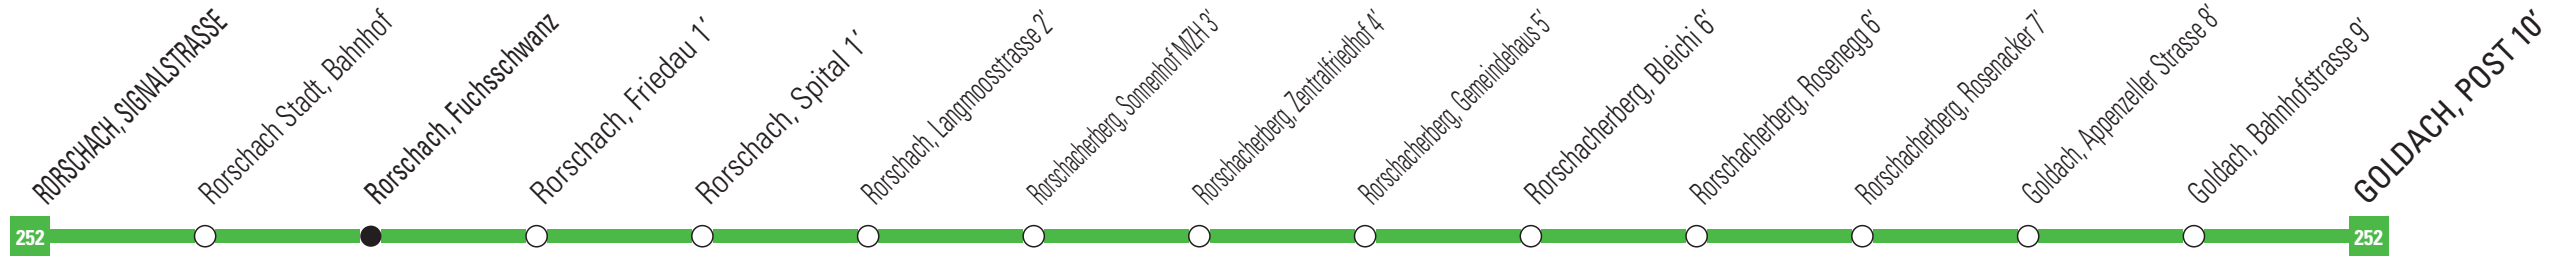 RORSCHACH, SIGNALSTRASSE
Rorschach Stadt, Bahnhof
Rorschach, Fuchsschwanz
Rorschach, Friedau 1′
Rorschach, Spital 1′
Rorschach, Langmoosstrasse 2′
Rorschacherberg, Sonnenhof MZH 3′
Rorschacherberg, Zentralfriedhof 4′
Rorschacherberg, Gemeindehaus 5′
Rorschacherberg, Bleichi 6′
Rorschacherberg, Rosenegg 6′
Rorschacherberg, Rosenacker 7′
Goldach, Appenzeller Strasse 8′
Goldach, Bahnhofstrasse 9′
GOLDACH, POST 10′
252
252